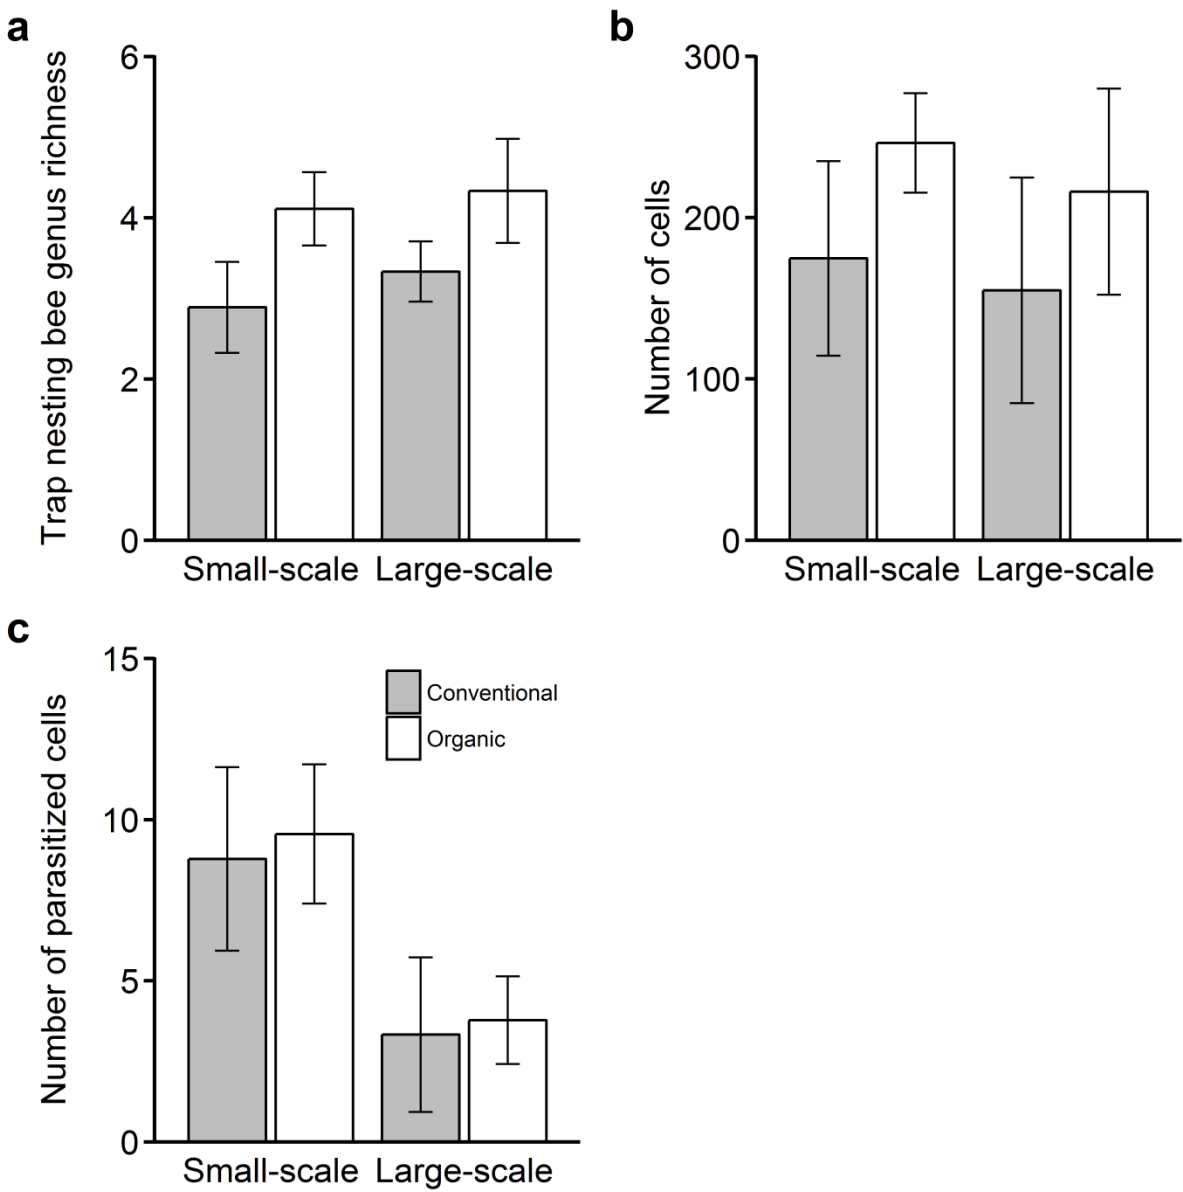 a
Trap nesting bee genus richness
6
4
2
0
Small-scale Large-scale
b
Number of cells
300
200
100
0
Small-scale Large-scale
c
Number of parasitized cells
15
10
5
0
Conventional
Organic
Small-scale Large-scale